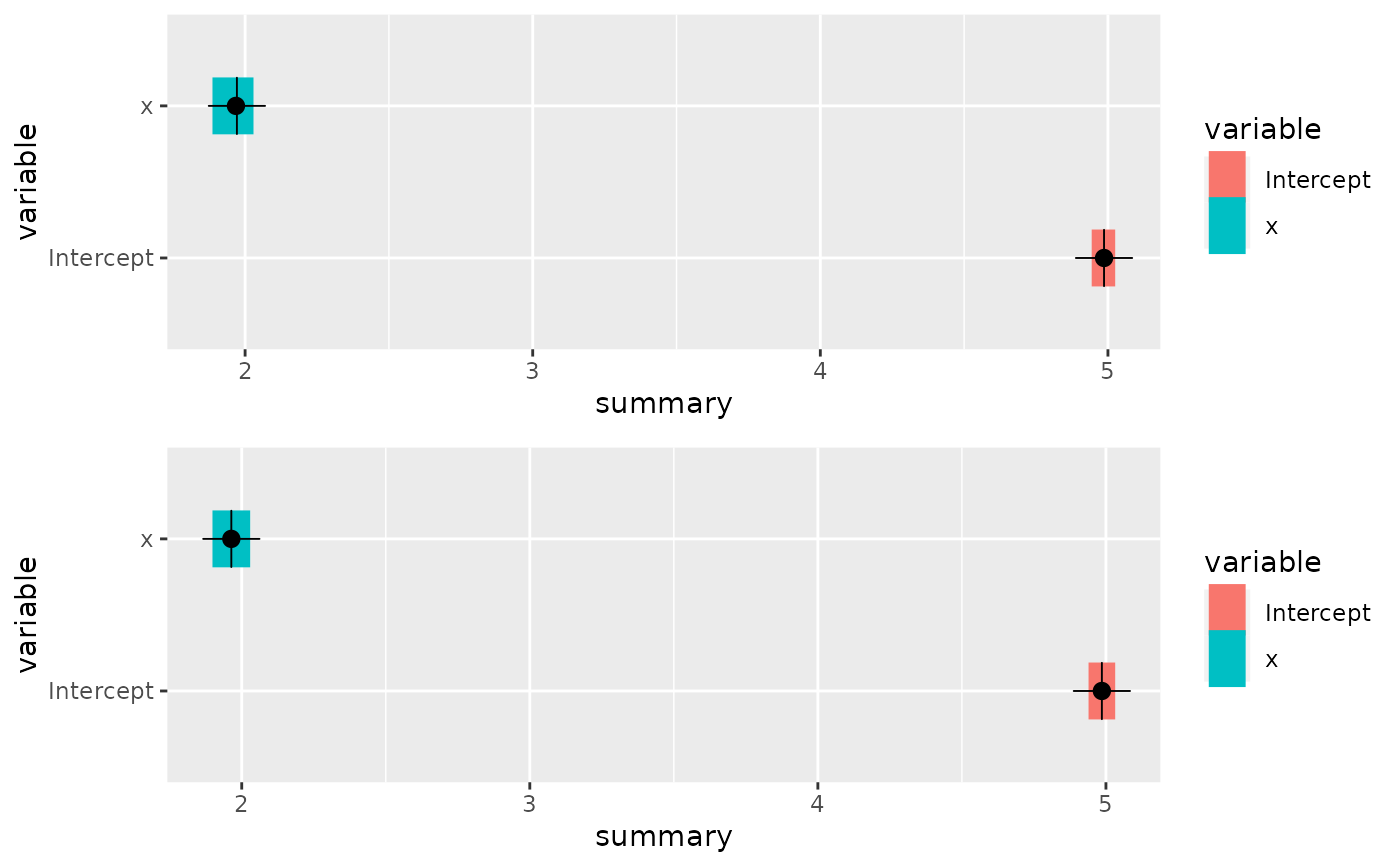 variable
x
Intercept
2 3 4 5
summary
variable
Intercept
x
variable
x
Intercept
2 3 4 5
summary
variable
Intercept
x